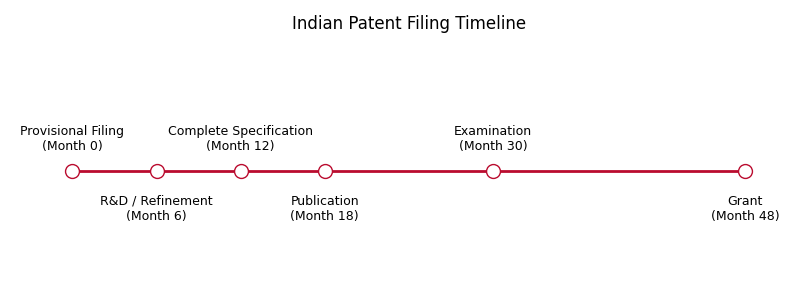 Indian Patent Filing Timeline
Provisional Filing
(Month 0)
R&D / Refinement
(Month 6)
Complete Specification
(Month 12)
Publication
(Month 18)
Examination
(Month 30)
Grant
(Month 48)